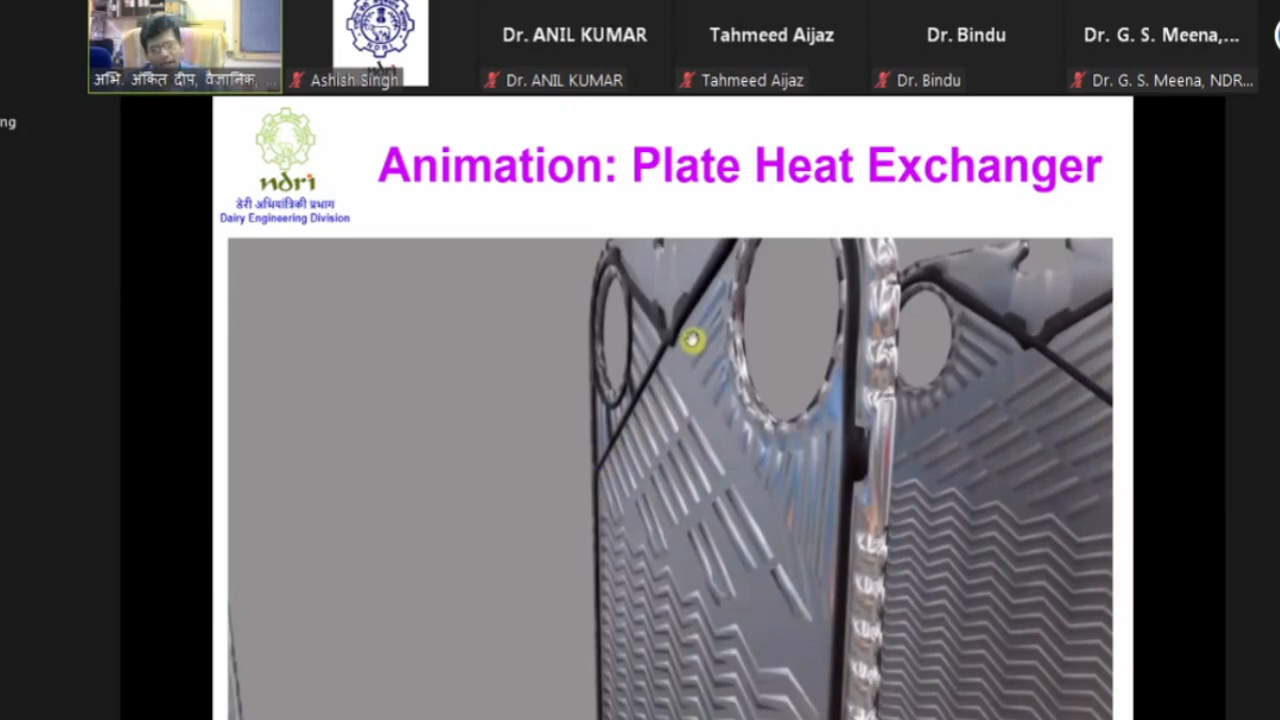 Dr. ANIL KUMAR
Tahmeed Aijaz
Dr. Bindu
Dr. G. S. Meena,...
अभि. अंकित दीप, वैज्ञानिक, ...
Ashish Singh
Dr. ANIL KUMAR
Tahmeed Aijaz
Dr. Bindu
Dr. G. S. Meena, NDR...
ng
ndri
डेरी अभियांत्रिकी प्रभाग
Dairy Engineering Division
Animation: Plate Heat Exchanger